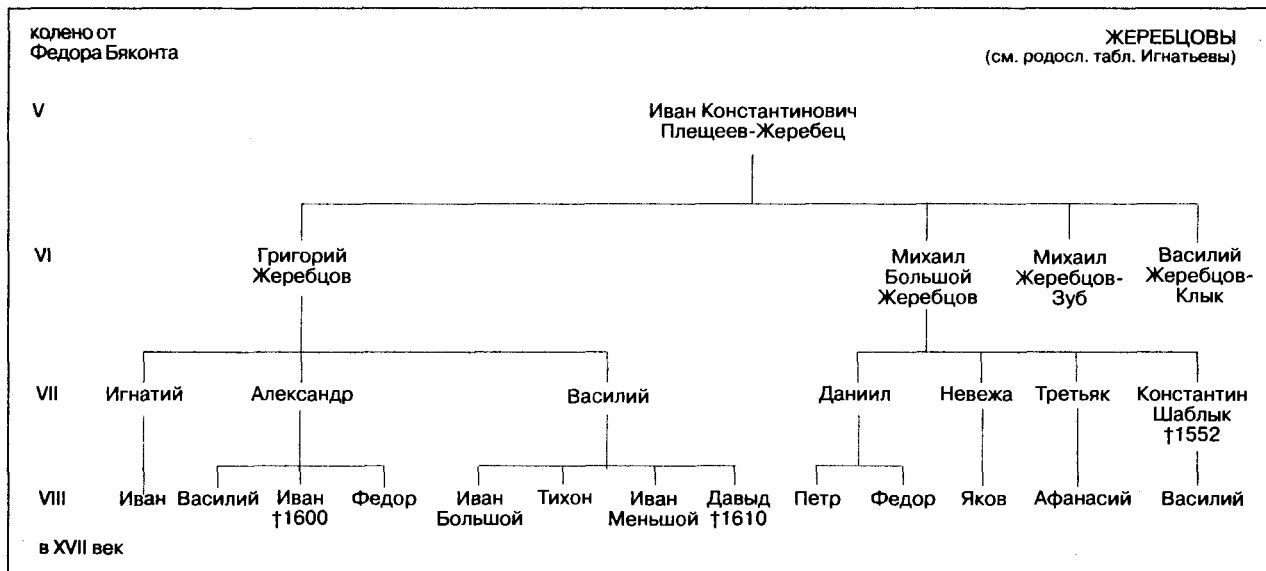 колено от
Федора Бяконта
ЖЕРЕБЦОВЫ
(см. родосл. табл. Игнатьевы)
V
Иван Константинович
Плещеев-Жеребец
VI
Григорий
Жеребцов
Михаил
Большой
Жеребцов
Михаил
Жеребцов-
Зуб
Василий
Жеребцов-
Клык
VII
Игнатий
Александр
Василий
Даниил
Невежа
Третьяк
Константин
Шаблык
†1552
VIII
Иван
Василий
Иван
†1600
Федор
Иван
Большой
Тихон
Иван
Меньшой
Давыд
†1610
Петр
Федор
Яков
Афанасий
Василий
в XVII век